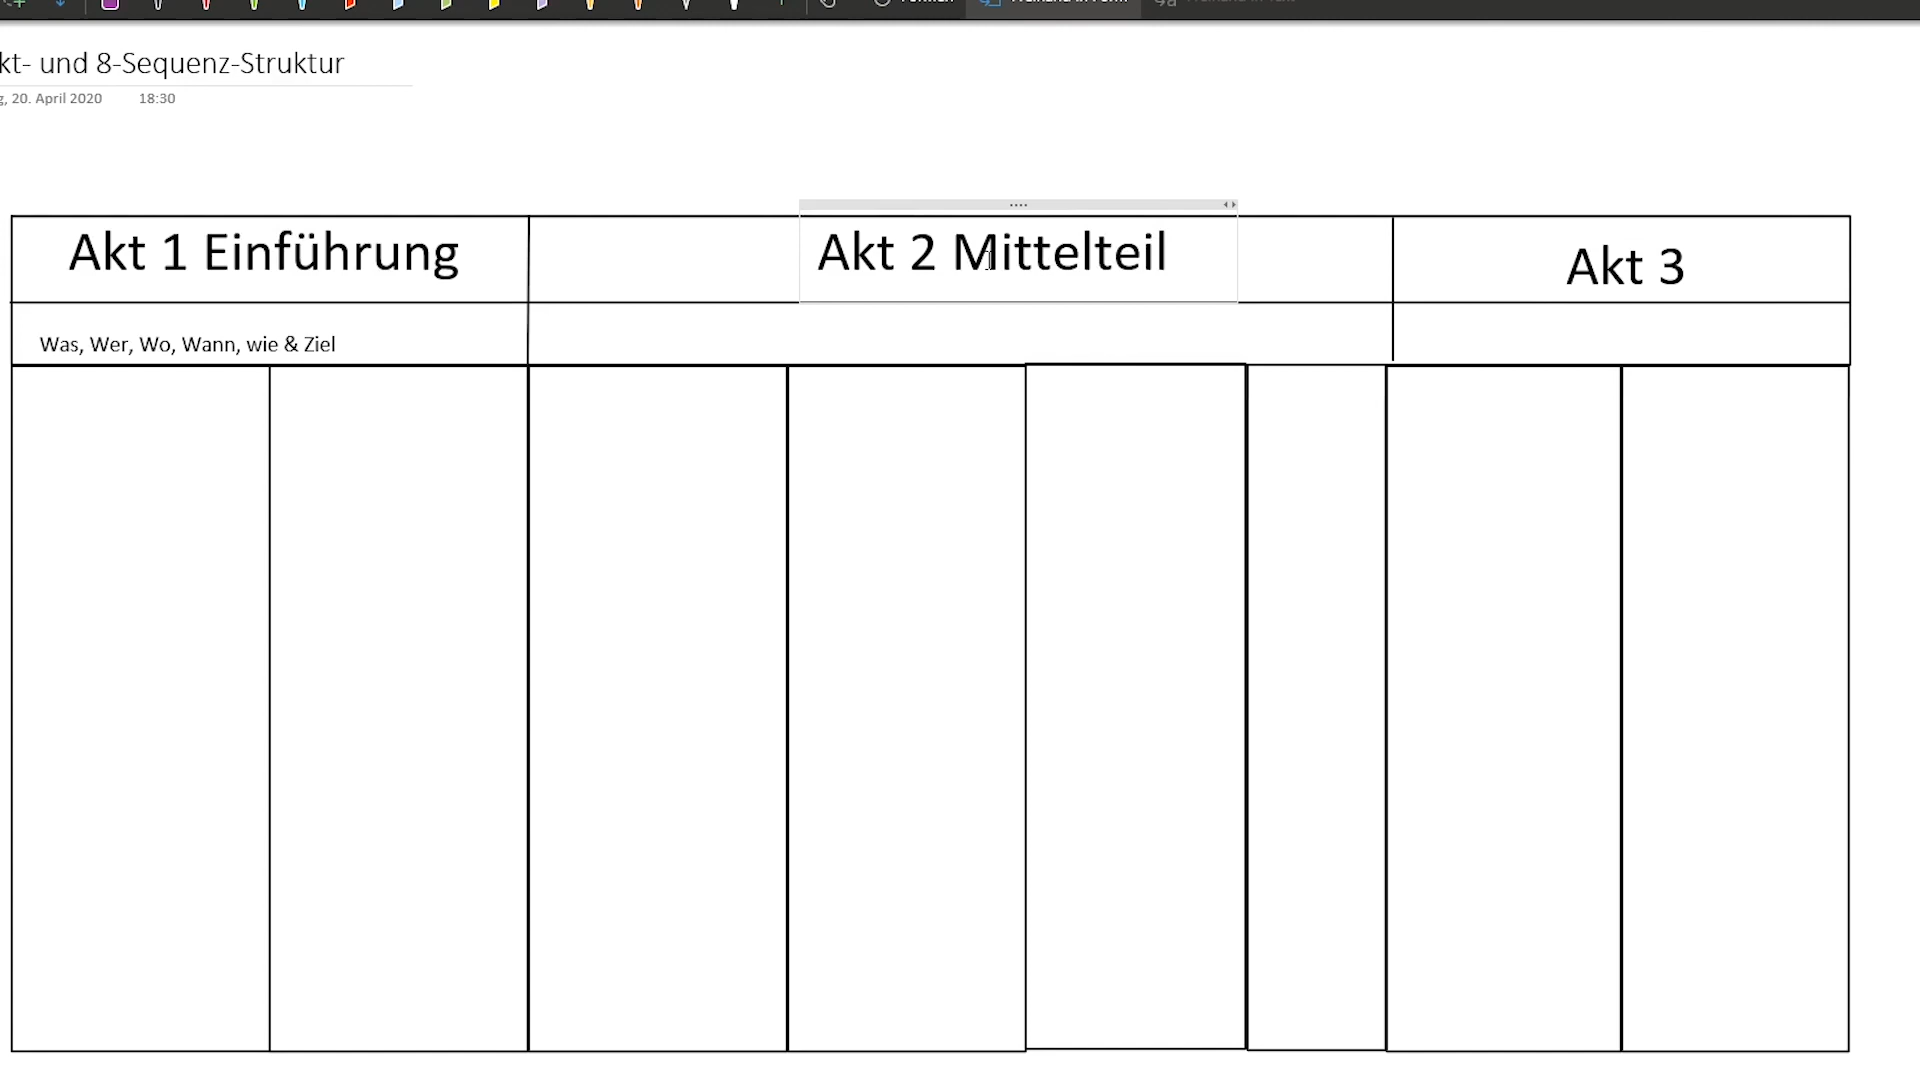 kt- und 8-Sequenz-Struktur
g, 20. April 2020 18:30
Akt 1 Einführung
Akt 2 Mittelteil
Akt 3
Was, Wer, Wo, Wann, wie & Ziel